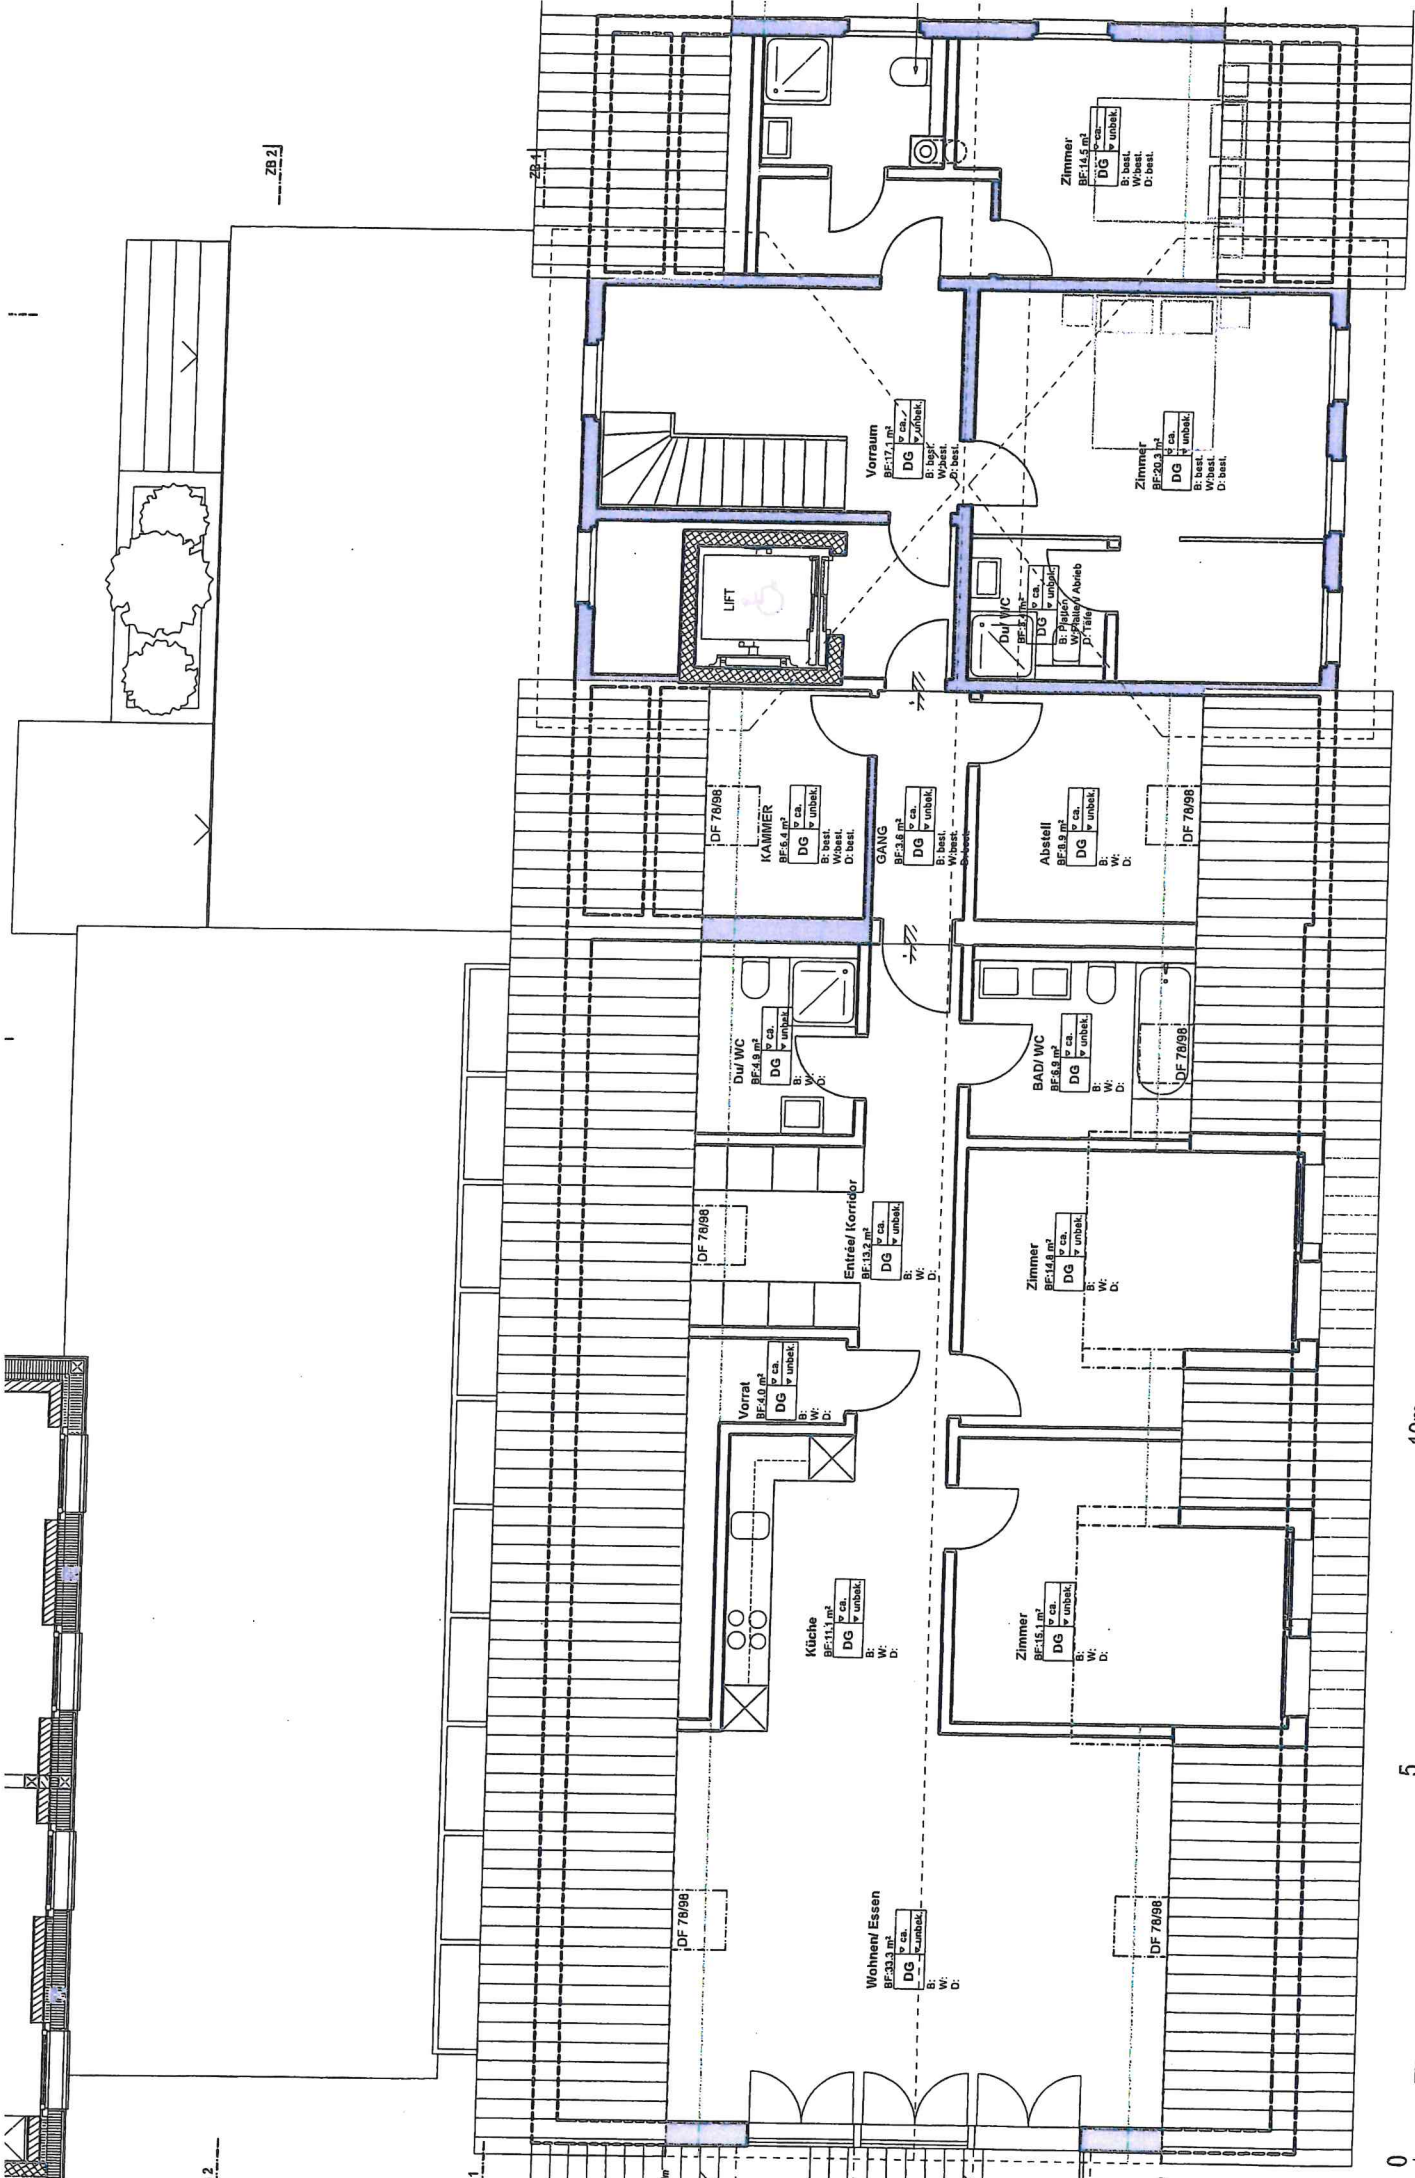 ZB 2
ZB 1
Zimmer
BF:14.5 m²
DG
ca.
unbek.
B: best.
W:best.
D: best.
Vorraum
BF:17.1 m²
DG
ca.
unbek.
B: best.
W:best.
D: best.
Zimmer
BF:20.3 m²
DG
ca.
unbek.
B: best.
W:best.
D: best.
LIFT
Du/ WC
DG
ca.
unbek.
B: Platten
W:Platten/ Abrieb
D: Täfer
DF 78/98
KAMMER
BF:6.4 m²
DG
ca.
unbek.
B: best.
W:best.
D: best.
GANG
BF:3.6 m²
DG
ca.
unbek.
B: best.
W:best.
D: best.
Abstell
BF:8.9 m²
DG
ca.
unbek.
B:
W:
D:
DF 78/98
Du/ WC
BF:4.9 m²
DG
ca.
unbek.
B:
W:
D:
BAD/ WC
BF:6.9 m²
DG
ca.
unbek.
B:
W:
D:
DF 78/98
DF 78/98
Entrée/ Korridor
BF:13.2 m²
DG
ca.
unbek.
B:
W:
D:
Zimmer
BF:14.8 m²
DG
ca.
unbek.
B:
W:
D:
Vorrat
BF:4.0 m²
DG
ca.
unbek.
B:
W:
D:
Küche
BF:11.1 m²
DG
ca.
unbek.
B:
W:
D:
Zimmer
BF:15.1 m²
DG
ca.
unbek.
B:
W:
D:
DF 78/98
Wohnen/ Essen
BF:33.3 m²
DG
ca.
unbek.
B:
W:
D:
DF 78/98
2
1
0
5